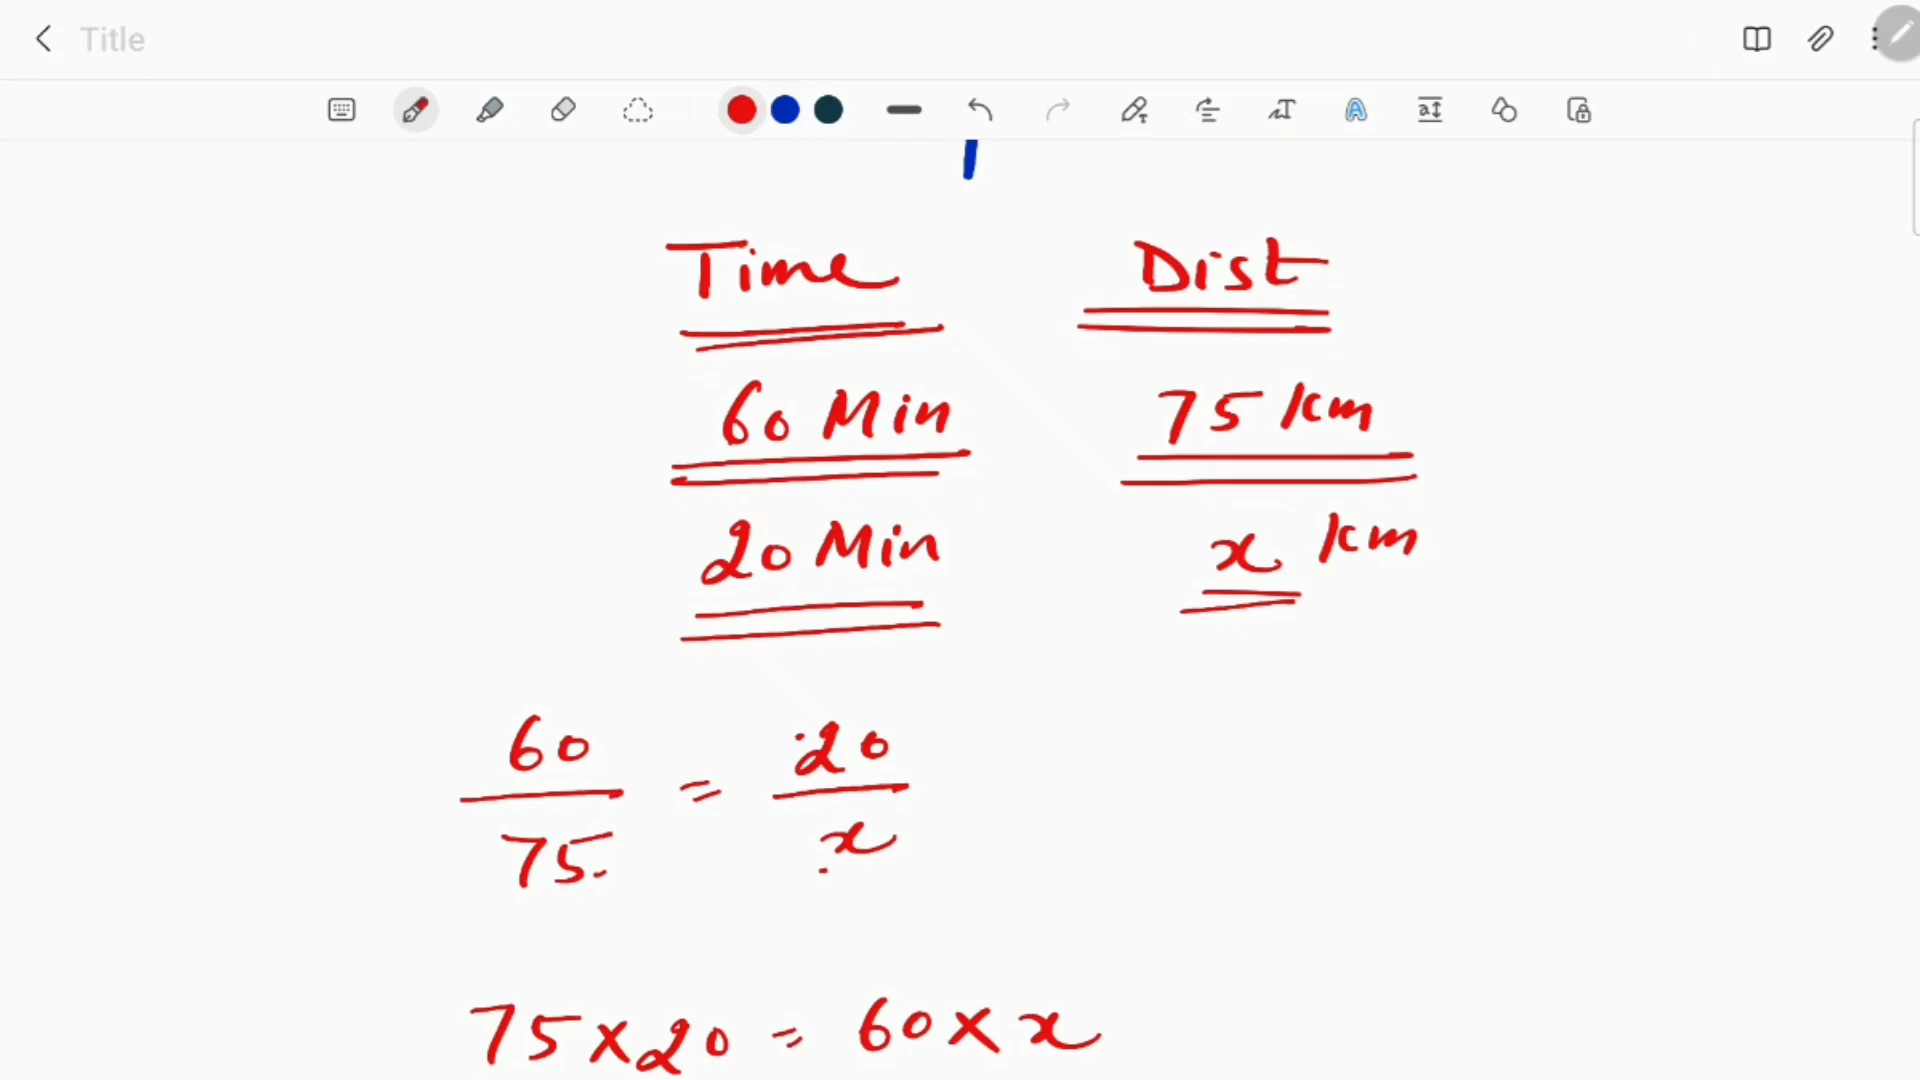 Title
Time Dist
60 Min 75 km
20 Min x km
60/75 = 20/x
75 × 20 = 60 × x